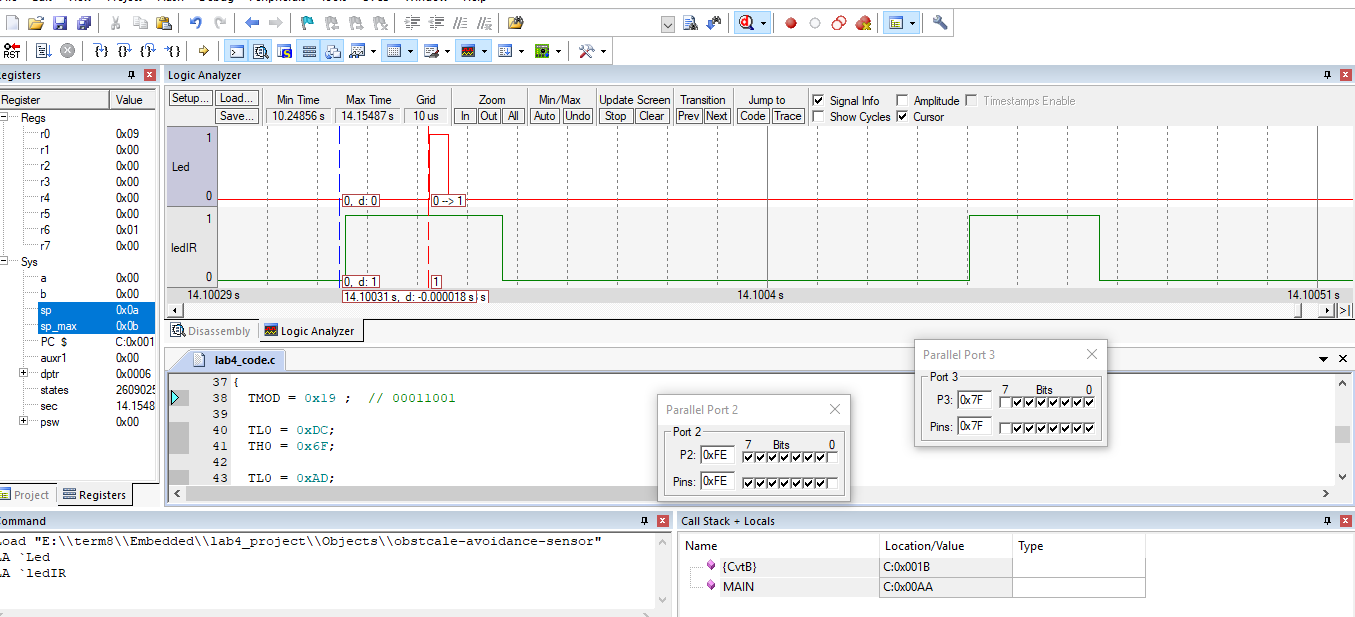 Registers
Register Value
Regs
r0 0x09
r1 0x00
r2 0x00
r3 0x00
r4 0x00
r5 0x00
r6 0x01
r7 0x00
Sys
a 0x00
b 0x00
sp 0x0a
sp_max 0x0b
PC $ C:0x001
auxr1 0x00
dptr 0x0006
states 2609025
sec 14.1548
psw 0x00
Project Registers
Logic Analyzer
Setup... Load... Min Time Max Time Grid Zoom Min/Max Update Screen Transition Jump to Signal Info Amplitude Timestamps Enable
Save... 10.24856 s 14.15487 s 10 us In Out All Auto Undo Stop Clear Prev Next Code Trace Show Cycles Cursor
1
Led
0
0, d: 0 0 --> 1
1
ledIR
0
0, d: 1 1
14.10031 s, d: -0.000018 s s
14.10029 s 14.1004 s 14.10051 s
Disassembly Logic Analyzer
lab4_code.c
37 {
38 TMOD = 0x19 ; // 00011001
39
40 TL0 = 0xDC;
41 TH0 = 0x6F;
42
43 TL0 = 0xAD;
Parallel Port 2
Port 2
7 Bits 0
P2: 0xFE
Pins: 0xFE
Parallel Port 3
Port 3
7 Bits 0
P3: 0x7F
Pins: 0x7F
Command
Load "E:\\term8\\Embedded\\lab4_project\\Objects\\obstcale-avoidance-sensor"
LA `Led
LA `ledIR
Call Stack + Locals
Name Location/Value Type
{CvtB} C:0x001B
MAIN C:0x00AA